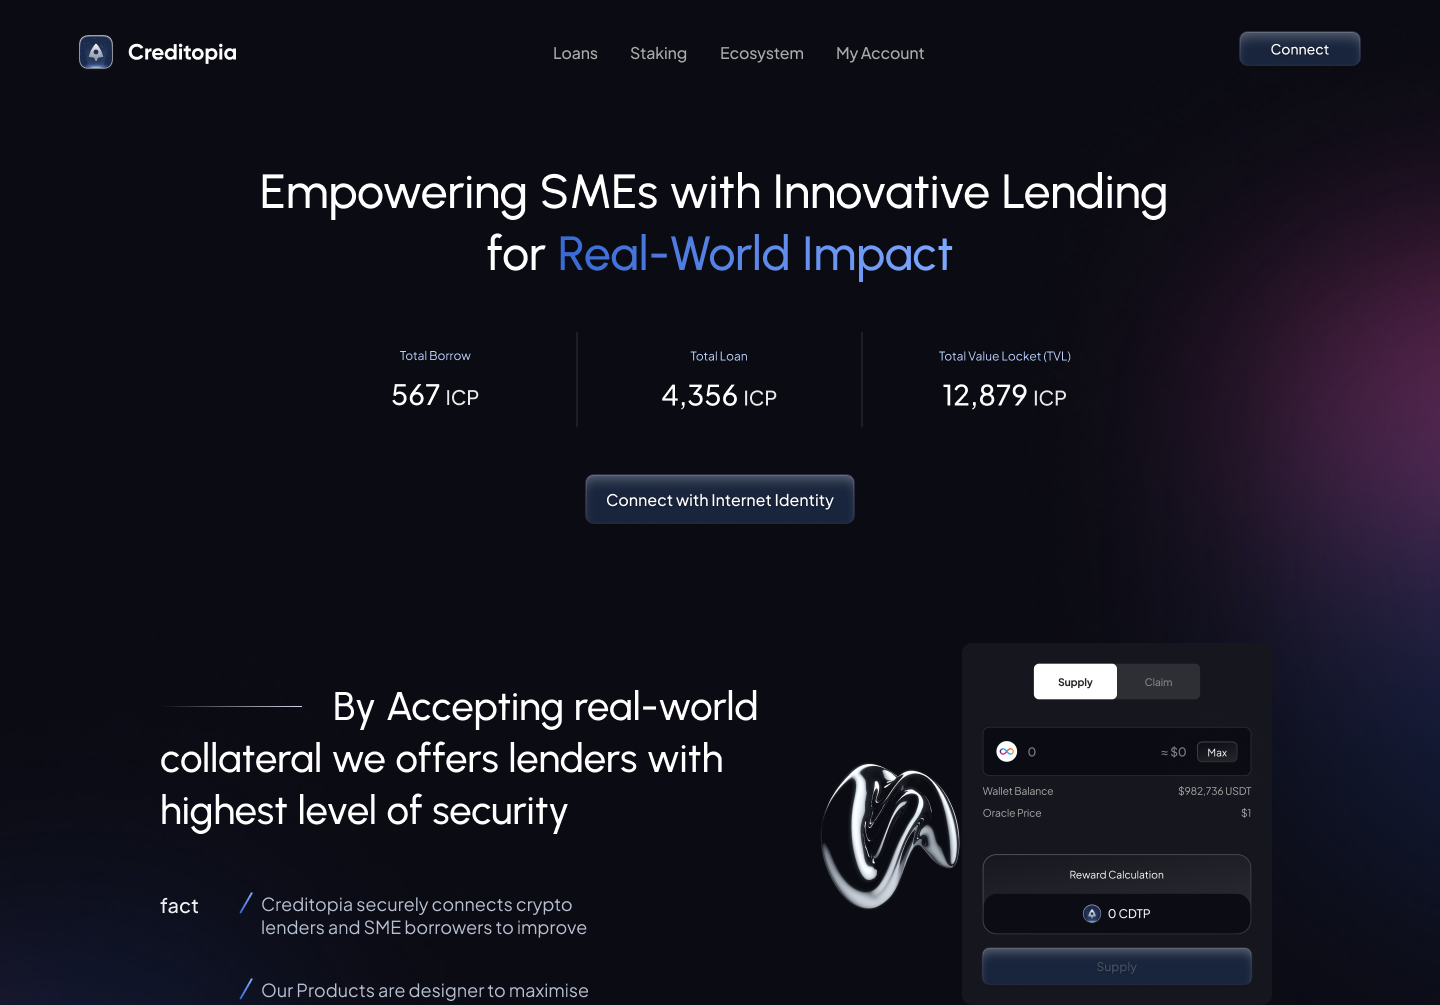 Creditopia
Loans Staking Ecosystem My Account
Connect
Empowering SMEs with Innovative Lending
for Real-World Impact
Total Borrow
567 ICP
Total Loan
4,356 ICP
Total Value Locket (TVL)
12,879 ICP
Connect with Internet Identity
By Accepting real-world
collateral we offers lenders with
highest level of security
fact
Creditopia securely connects crypto
lenders and SME borrowers to improve
Our Products are designer to maximise
Supply Claim
0 ≈ $0 Max
Wallet Balance $982,736 USDT
Oracle Price $1
Reward Calculation
0 CDTP
Supply